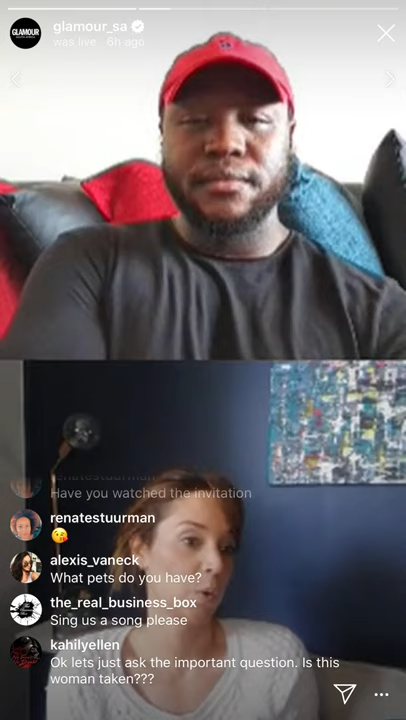 GLAMOUR
glamour_sa
was live 6h ago
renatestuurman
Have you watched the invitation
renatestuurman
😘
alexis_vaneck
What pets do you have?
the_real_business_box
Sing us a song please
kahilyellen
Ok lets just ask the important question. Is this
woman taken???